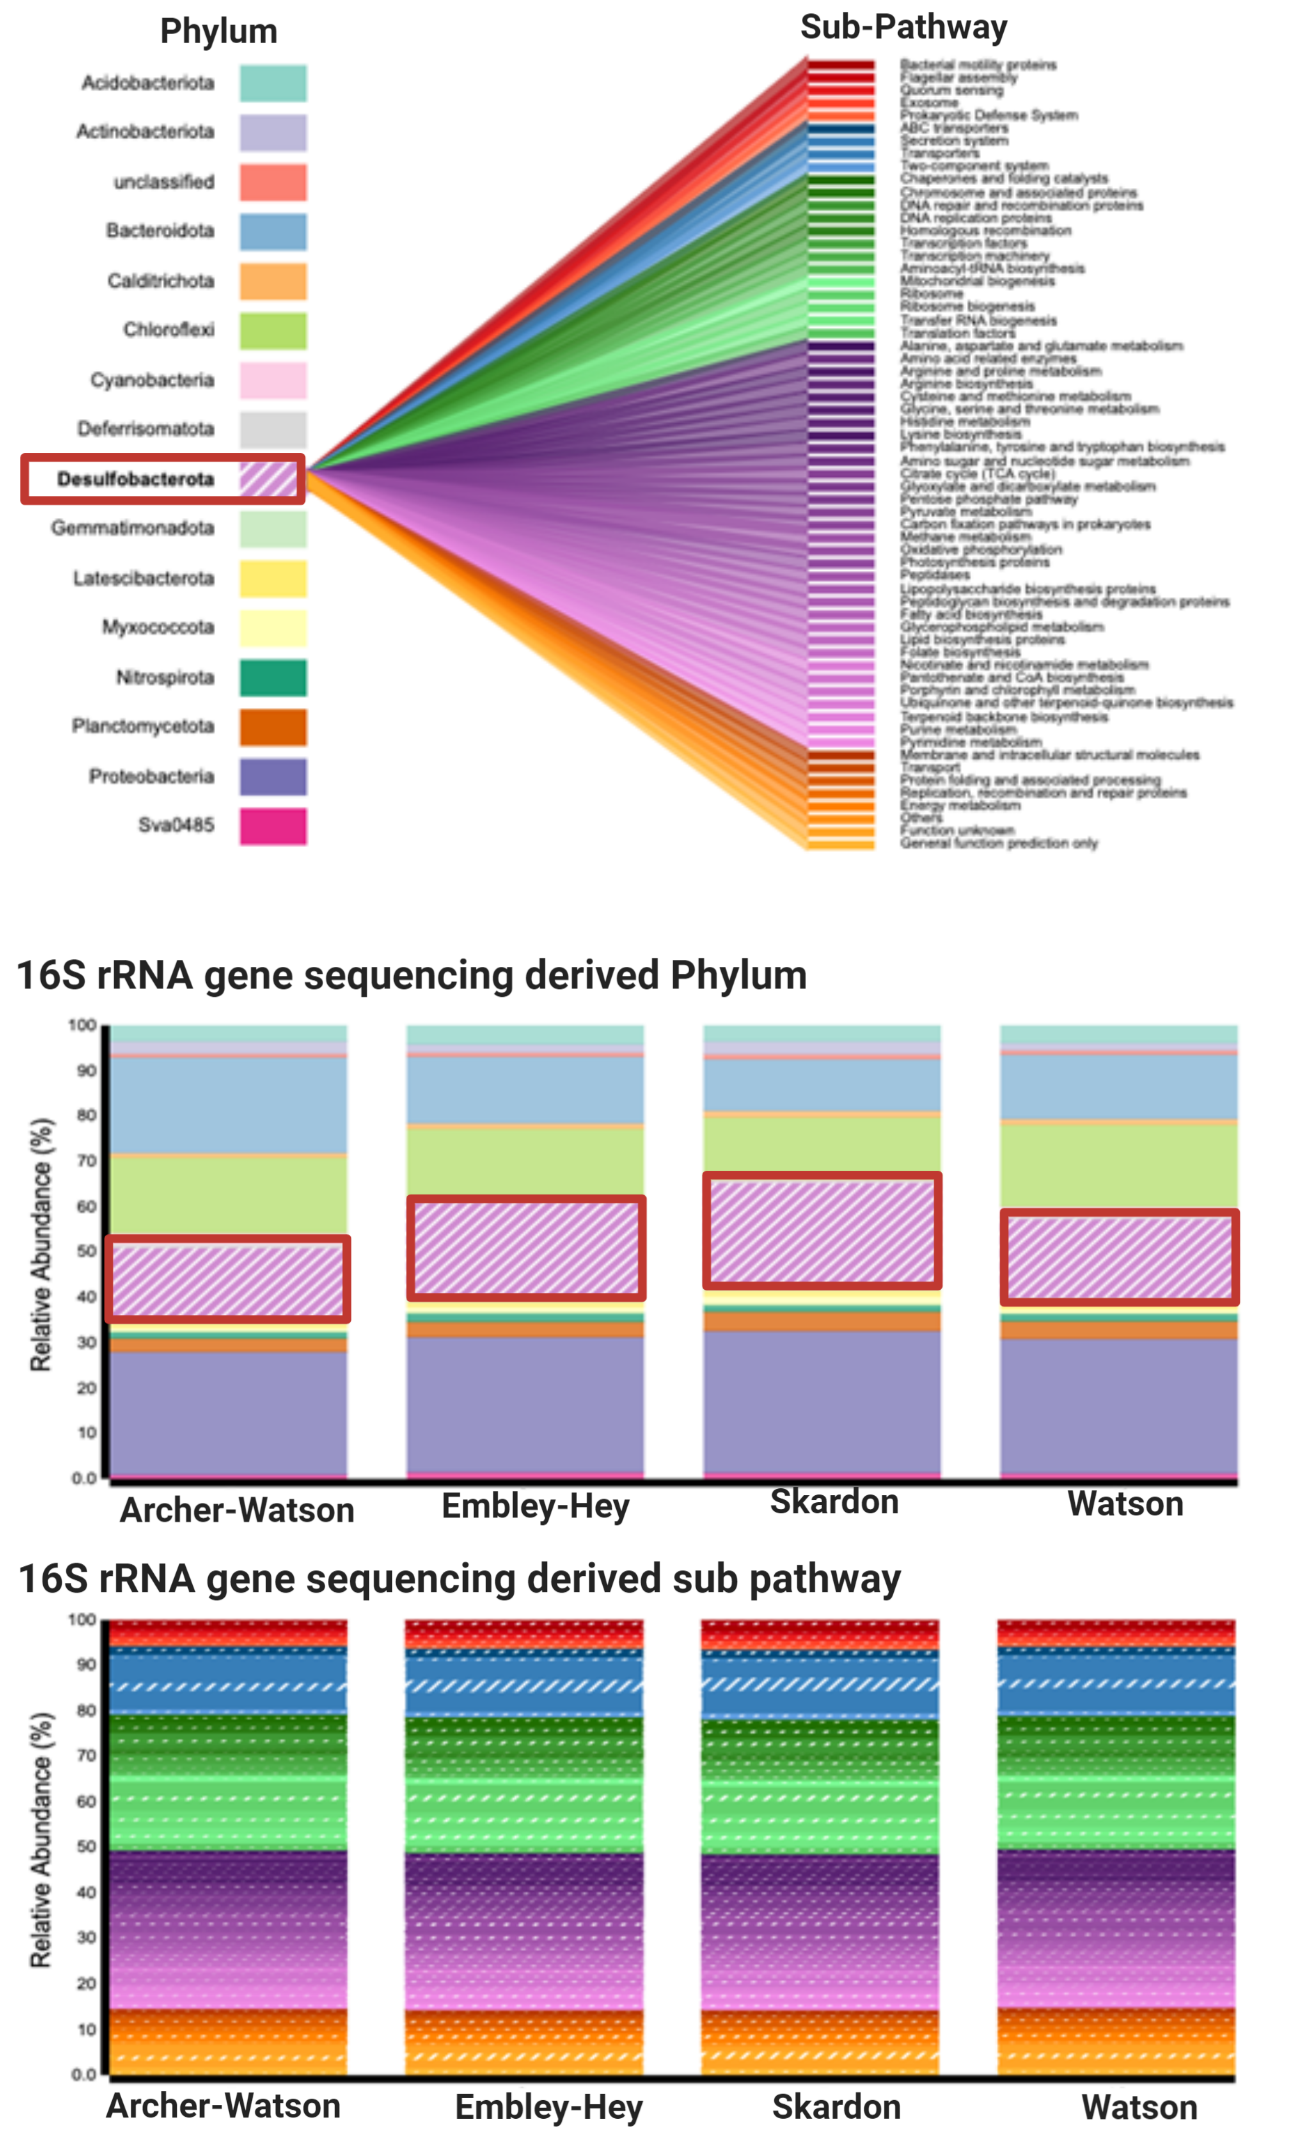 Phylum
Sub-Pathway
Acidobacteriota
Actinobacteriota
unclassified
Bacteroidota
Calditrichota
Chloroflexi
Cyanobacteria
Deferrisomatota
Desulfobacterota
Gemmatimonadota
Latescibacterota
Myxococcota
Nitrospirota
Planctomycetota
Proteobacteria
Sva0485
Bacterial motility proteins
Flagellar assembly
Quorum sensing
Exosome
Prokaryotic Defense System
ABC transporters
Secretion system
Transporters
Two-component system
Chaperones and folding catalysts
Chromosome and associated proteins
DNA repair and recombination proteins
DNA replication proteins
Homologous recombination
Transcription factors
Transcription machinery
Aminoacyl-tRNA biosynthesis
Mitochondrial biogenesis
Ribosome
Ribosome biogenesis
Transfer RNA biogenesis
Translation factors
Alanine, aspartate and glutamate metabolism
Amino acid related enzymes
Arginine and proline metabolism
Arginine biosynthesis
Cysteine and methionine metabolism
Glycine, serine and threonine metabolism
Histidine metabolism
Lysine biosynthesis
Phenylalanine, tyrosine and tryptophan biosynthesis
Amino sugar and nucleotide sugar metabolism
Citrate cycle (TCA cycle)
Glyoxylate and dicarboxylate metabolism
Pentose phosphate pathway
Pyruvate metabolism
Carbon fixation pathways in prokaryotes
Methane metabolism
Oxidative phosphorylation
Photosynthesis proteins
Peptidases
Lipopolysaccharide biosynthesis proteins
Peptidoglycan biosynthesis and degradation proteins
Fatty acid biosynthesis
Glycerophospholipid metabolism
Lipid biosynthesis proteins
Folate biosynthesis
Nicotinate and nicotinamide metabolism
Pantothenate and CoA biosynthesis
Porphyrin and chlorophyll metabolism
Ubiquinone and other terpenoid-quinone biosynthesis
Terpenoid backbone biosynthesis
Purine metabolism
Pyrimidine metabolism
Membrane and intracellular structural molecules
Transport
Protein folding and associated processing
Replication, recombination and repair proteins
Energy metabolism
Others
Function unknown
General function prediction only
16S rRNA gene sequencing derived Phylum
Relative Abundance (%)
100
90
80
70
60
50
40
30
20
10
0.0
Archer-Watson
Embley-Hey
Skardon
Watson
16S rRNA gene sequencing derived sub pathway
Relative Abundance (%)
100
90
80
70
60
50
40
30
20
10
0.0
Archer-Watson
Embley-Hey
Skardon
Watson